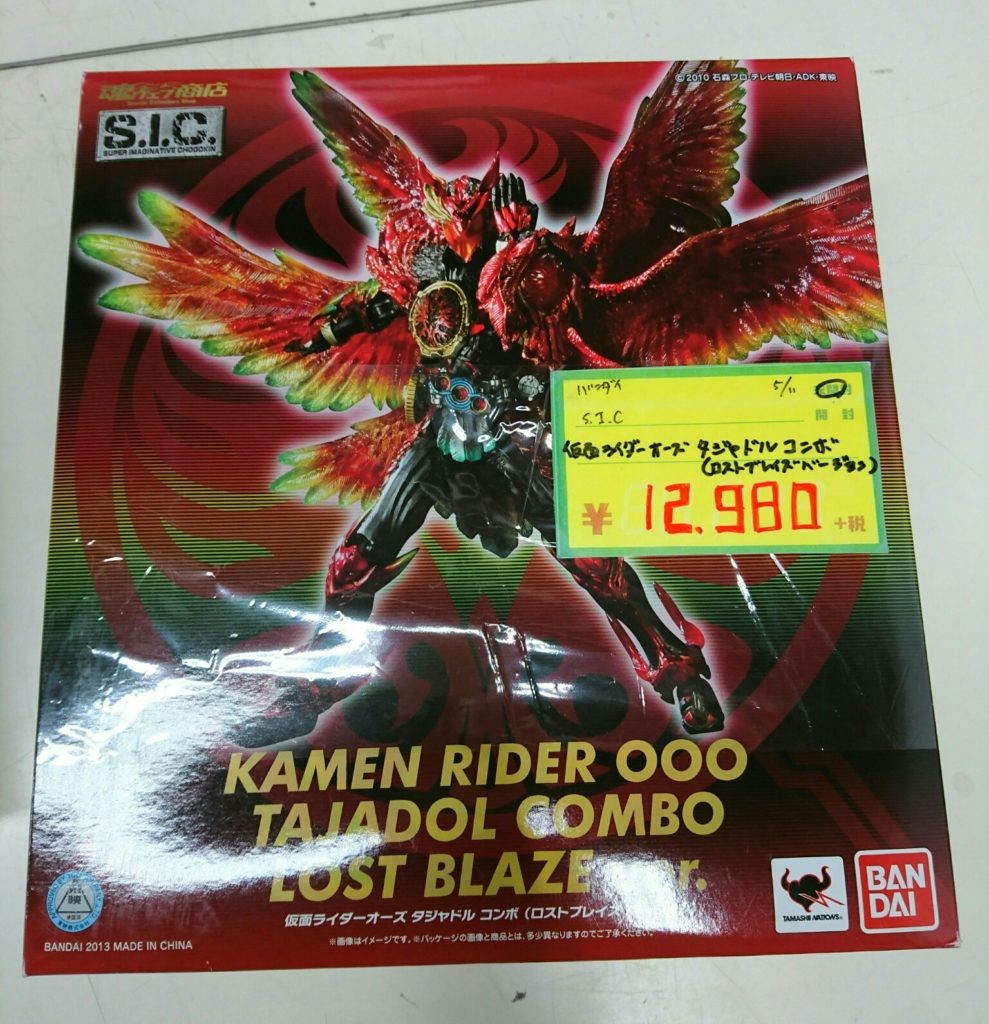 魂ウェブ商店
S.I.C.
SUPER IMAGINATIVE CHOGOKIN
©2010 石森プロ・テレビ朝日・ADK・東映
バンダイ 5/11
S.I.C 開封
仮面ライダーオーズ タジャドル コンボ
(ロストブレイズバージョン)
¥12.980+税
KAMEN RIDER OOO
TAJADOL COMBO
LOST BLAZE
仮面ライダーオーズ タジャドル コンボ (ロストブレイズ
※画像はイメージです。※パッケージの画像と商品とは、多少異なりますのでご了承ください。
BANDAI 2013 MADE IN CHINA
TAMASHII NATIONS
BAN
DAI